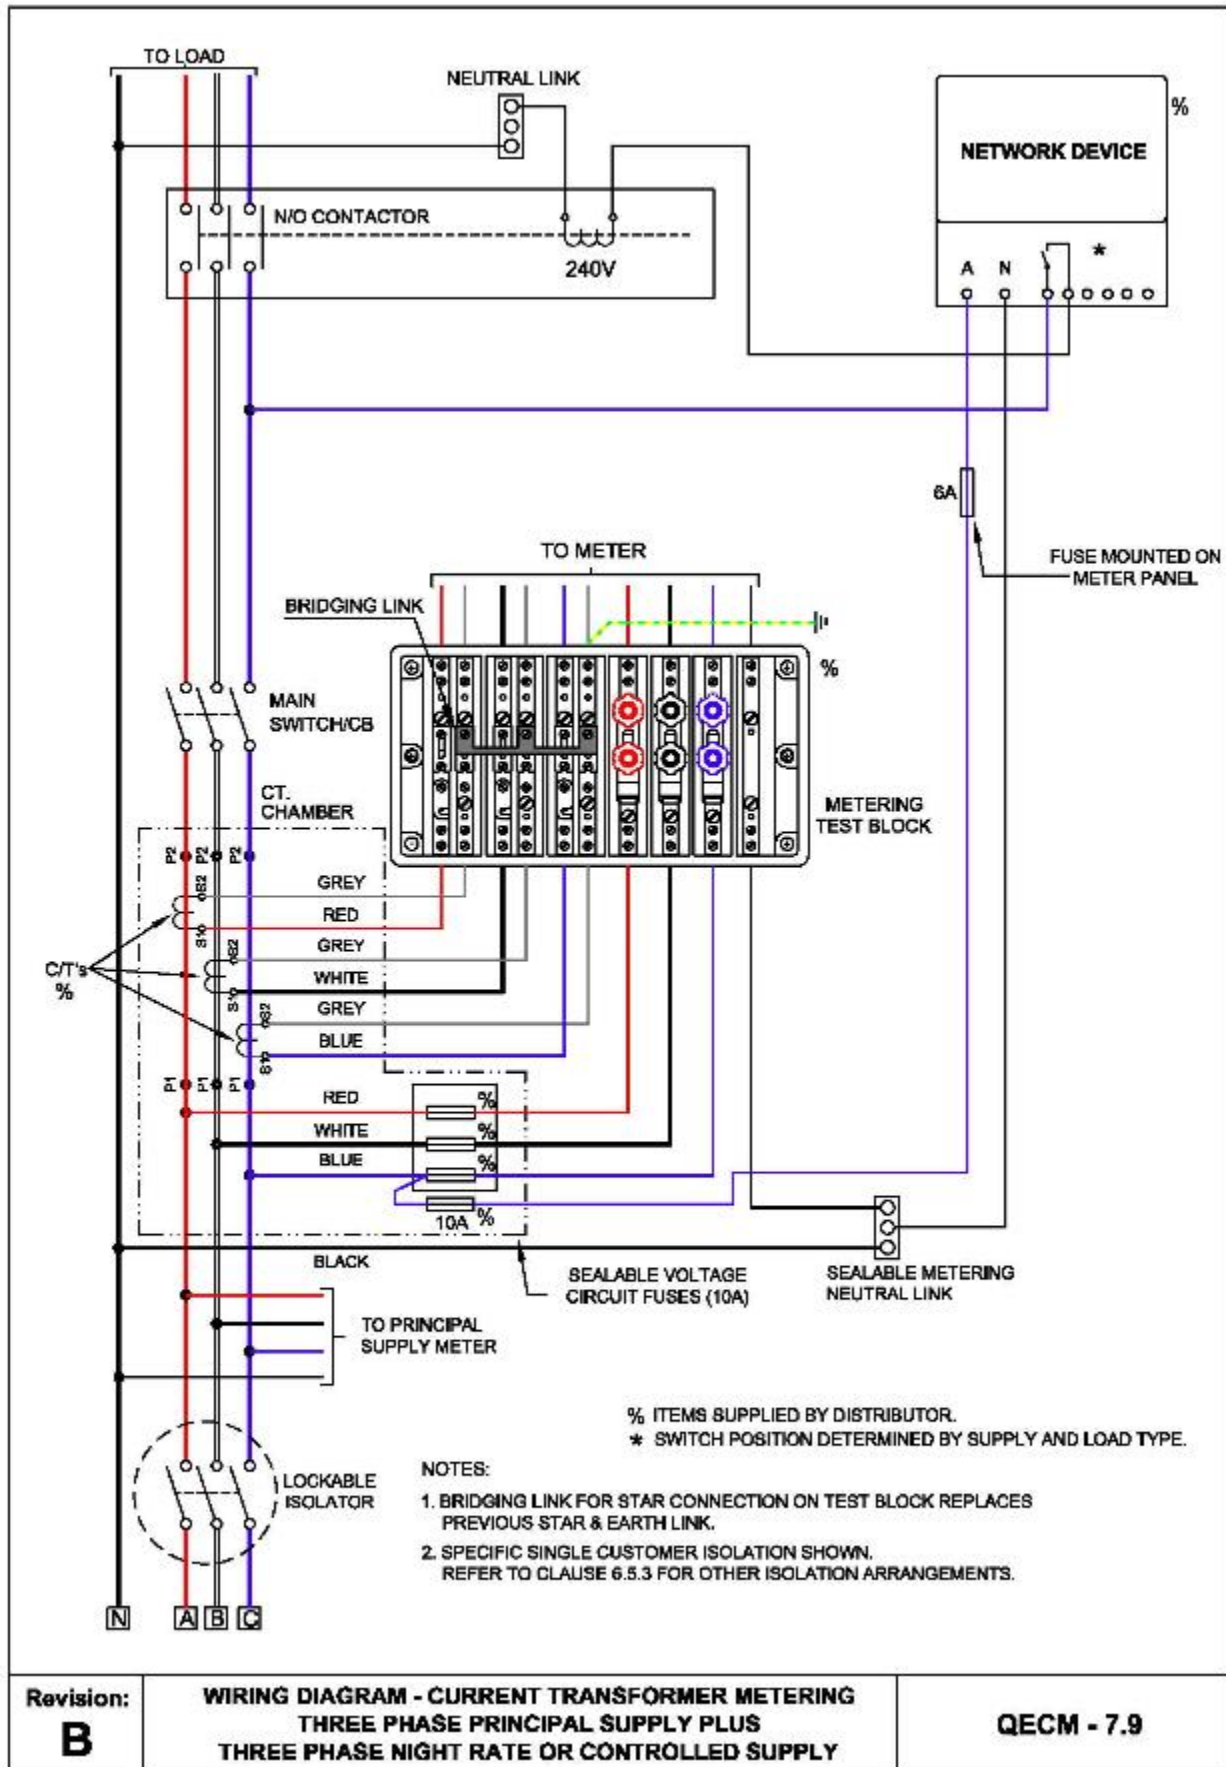 TO LOAD
NEUTRAL LINK
%
NETWORK DEVICE
N/O CONTACTOR
240V
*
A N
6A
FUSE MOUNTED ON
METER PANEL
TO METER
BRIDGING LINK
%
MAIN
SWITCH/CB
METERING
TEST BLOCK
CT.
CHAMBER
P2 P2 P2
S2
GREY
RED
S1
S2
GREY
C/T's
%
WHITE
S1
S2
GREY
BLUE
S1
P1 P1 P1
RED
%
WHITE
%
BLUE
%
10A %
BLACK
SEALABLE VOLTAGE
CIRCUIT FUSES (10A)
SEALABLE METERING
NEUTRAL LINK
TO PRINCIPAL
SUPPLY METER
% ITEMS SUPPLIED BY DISTRIBUTOR.
* SWITCH POSITION DETERMINED BY SUPPLY AND LOAD TYPE.
LOCKABLE
ISOLATOR
NOTES:
1. BRIDGING LINK FOR STAR CONNECTION ON TEST BLOCK REPLACES
PREVIOUS STAR & EARTH LINK.
2. SPECIFIC SINGLE CUSTOMER ISOLATION SHOWN.
REFER TO CLAUSE 6.5.3 FOR OTHER ISOLATION ARRANGEMENTS.
N A B C
Revision:
B
WIRING DIAGRAM - CURRENT TRANSFORMER METERING
THREE PHASE PRINCIPAL SUPPLY PLUS
THREE PHASE NIGHT RATE OR CONTROLLED SUPPLY
QECM - 7.9